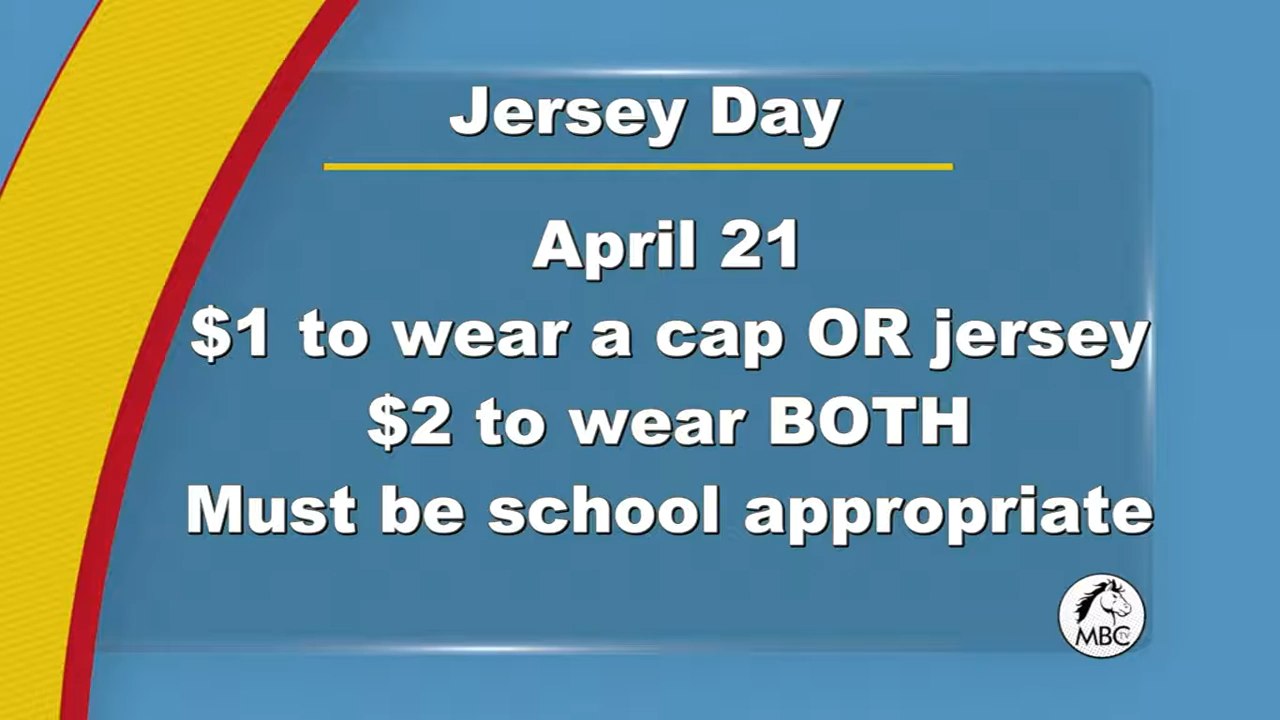 Jersey Day
April 21
$1 to wear a cap OR jersey
$2 to wear BOTH
Must be school appropriate
MBC TV